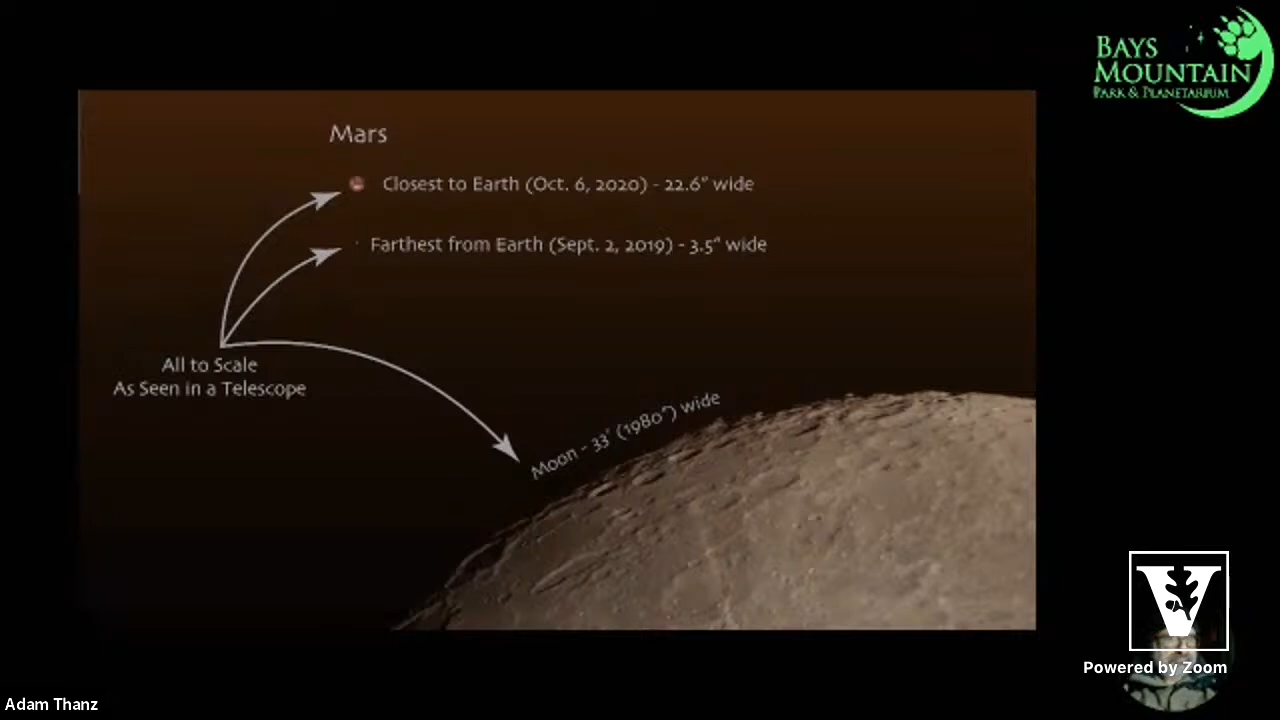 BAYS
MOUNTAIN
PARK & PLANETARIUM
Mars
Closest to Earth (Oct. 6, 2020) - 22.6" wide
Farthest from Earth (Sept. 2, 2019) - 3.5" wide
All to Scale
As Seen in a Telescope
Moon - 33' (1980") wide
V
Powered by Zoom
Adam Thanz